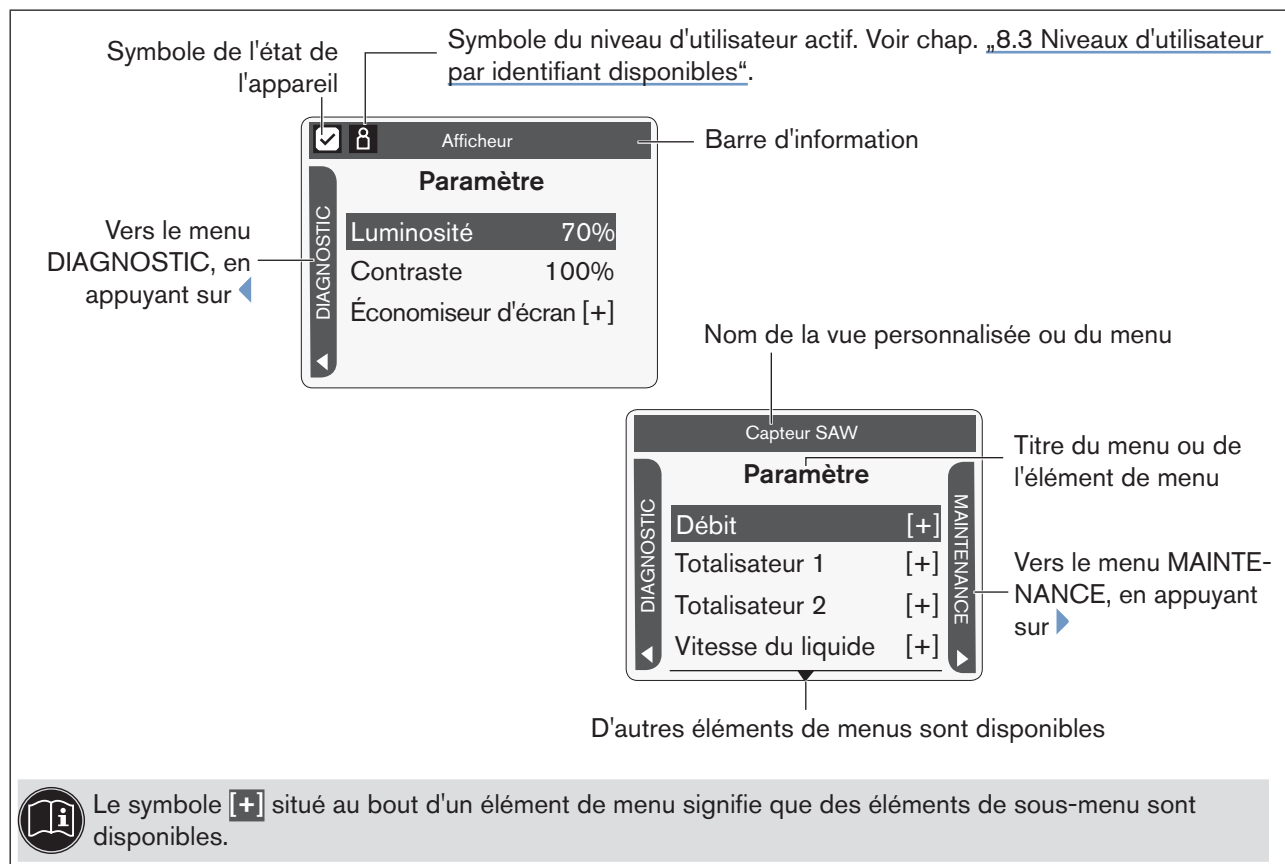 Symbole de l'état de
l'appareil
Symbole du niveau d'utilisateur actif. Voir chap. „8.3 Niveaux d'utilisateur
par identifiant disponibles“.
Afficheur
Barre d'information
Paramètre
DIAGNOSTIC
Luminosité 70%
Contraste 100%
Économiseur d'écran [+]
Vers le menu
DIAGNOSTIC, en
appuyant sur
Nom de la vue personnalisée ou du menu
Capteur SAW
Paramètre
Titre du menu ou de
l'élément de menu
DIAGNOSTIC
Débit [+]
Totalisateur 1 [+]
Totalisateur 2 [+]
Vitesse du liquide [+]
MAINTENANCE
Vers le menu MAINTE-
NANCE, en appuyant
sur
D'autres éléments de menus sont disponibles
Le symbole [+] situé au bout d'un élément de menu signifie que des éléments de sous-menu sont
disponibles.